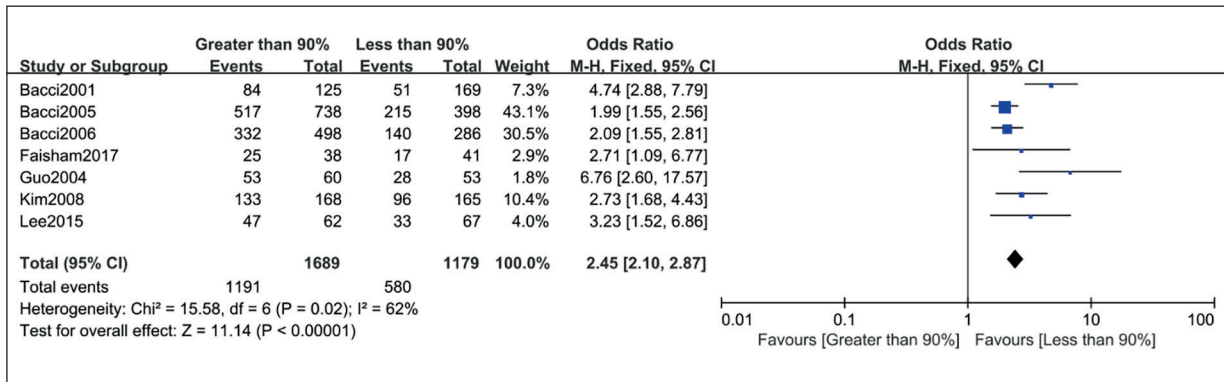 Greater than 90% Less than 90% Odds Ratio Odds Ratio
Study or Subgroup Events Total Events Total Weight M-H, Fixed, 95% CI M-H, Fixed, 95% CI
Bacci2001 84 125 51 169 7.3% 4.74 [2.88, 7.79]
Bacci2005 517 738 215 398 43.1% 1.99 [1.55, 2.56]
Bacci2006 332 498 140 286 30.5% 2.09 [1.55, 2.81]
Faisham2017 25 38 17 41 2.9% 2.71 [1.09, 6.77]
Guo2004 53 60 28 53 1.8% 6.76 [2.60, 17.57]
Kim2008 133 168 96 165 10.4% 2.73 [1.68, 4.43]
Lee2015 47 62 33 67 4.0% 3.23 [1.52, 6.86]
Total (95% CI) 1689 1179 100.0% 2.45 [2.10, 2.87]
Total events 1191 580
Heterogeneity: Chi² = 15.58, df = 6 (P = 0.02); I² = 62%
Test for overall effect: Z = 11.14 (P < 0.00001)
0.01 0.1 1 10 100
Favours [Greater than 90%] Favours [Less than 90%]